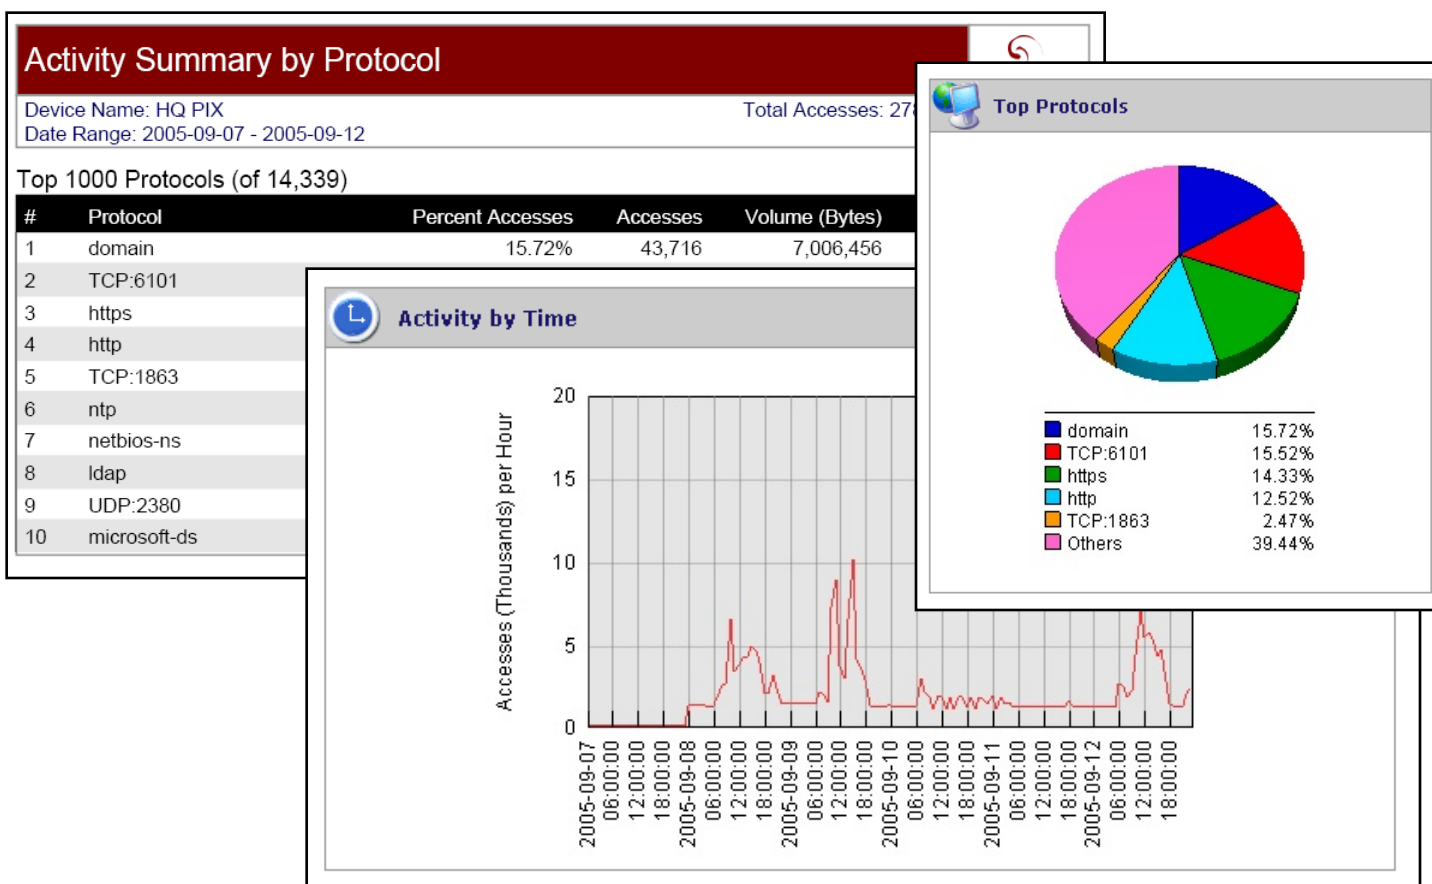 Activity Summary by Protocol
Device Name: HQ PIX
Total Accesses:
Date Range: 2005-09-07 - 2005-09-12
Top 1000 Protocols (of 14,339)
# Protocol Percent Accesses Accesses Volume (Bytes)
1 domain 15.72% 43,716 7,006,456
2 TCP:6101
3 https
4 http
5 TCP:1863
6 ntp
7 netbios-ns
8 ldap
9 UDP:2380
10 microsoft-ds
Activity by Time
Accesses (Thousands) per Hour
20
15
10
5
0
2005-09-07
06:00:00
12:00:00
18:00:00
2005-09-08
06:00:00
12:00:00
18:00:00
2005-09-09
06:00:00
12:00:00
18:00:00
2005-09-10
06:00:00
12:00:00
18:00:00
2005-09-11
06:00:00
12:00:00
18:00:00
2005-09-12
06:00:00
12:00:00
18:00:00
Top Protocols
domain 15.72%
TCP:6101 15.52%
https 14.33%
http 12.52%
TCP:1863 2.47%
Others 39.44%